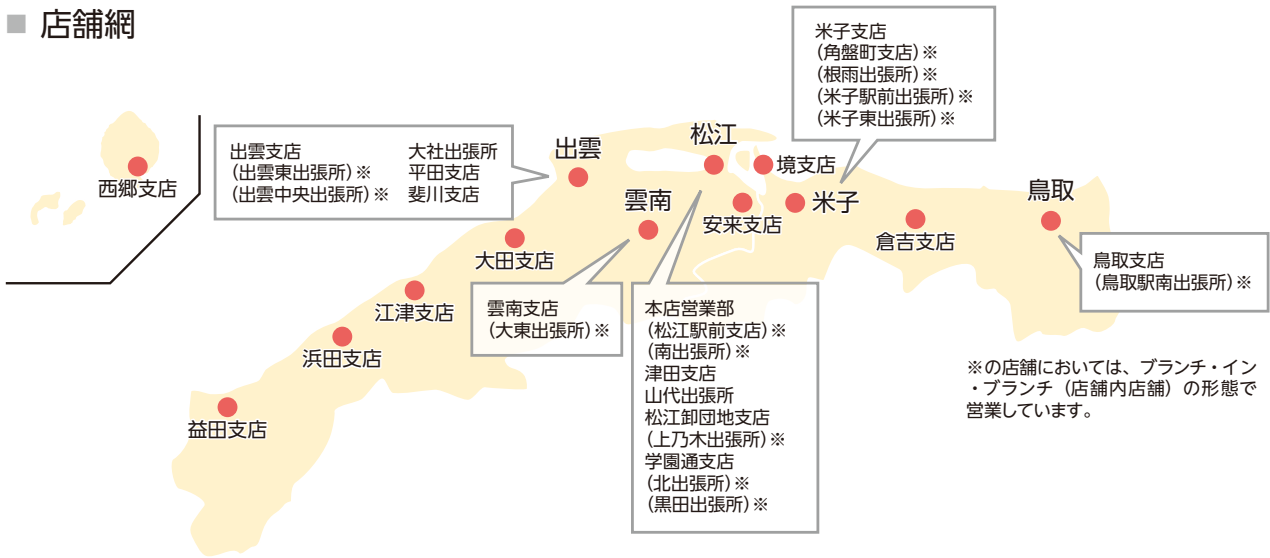 ■ 店舗網
米子支店
(角盤町支店)※
(根雨出張所)※
(米子駅前出張所)※
(米子東出張所)※
西郷支店
出雲支店
(出雲東出張所)※
(出雲中央出張所)※
大社出張所
平田支店
斐川支店
出雲
松江
境支店
雲南
安来支店
米子
倉吉支店
鳥取
鳥取支店
(鳥取駅南出張所)※
大田支店
江津支店
浜田支店
益田支店
雲南支店
(大東出張所)※
本店営業部
(松江駅前支店)※
(南出張所)※
津田支店
山代出張所
松江卸団地支店
(上乃木出張所)※
学園通支店
(北出張所)※
(黒田出張所)※
※の店舗においては、ブランチ・イン
・ブランチ（店舗内店舗）の形態で
営業しています。